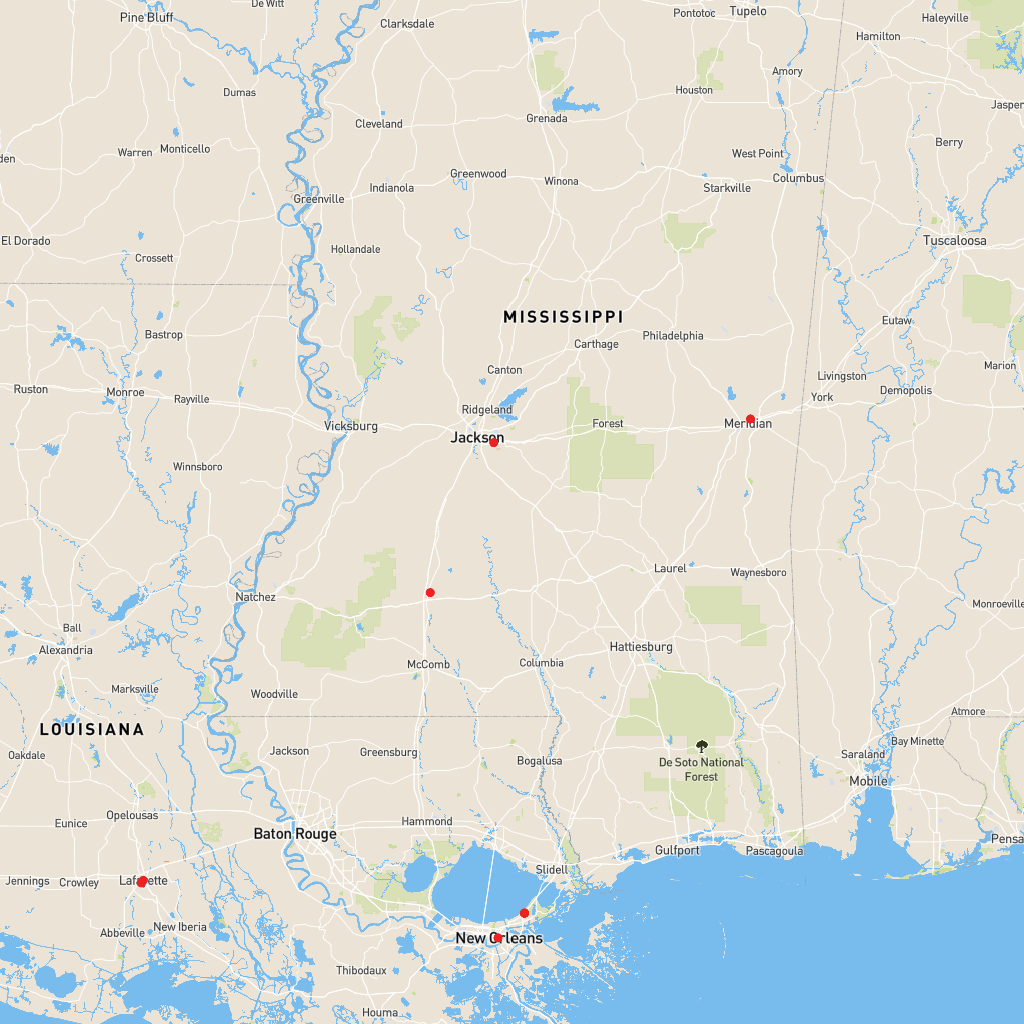 De Witt
Pine Bluff
Clarksdale
Pontotoc
Tupelo
Haleyville
Hamilton
Amory
Dumas
Houston
Jasper
Cleveland
Grenada
Warren
Monticello
Berry
West Point
Greenwood
Winona
Columbus
Indianola
Starkville
Greenville
El Dorado
Hollandale
Tuscaloosa
Crossett
MISSISSIPPI
Eutaw
Bastrop
Philadelphia
Carthage
Marion
Canton
Livingston
Ruston
Monroe
Rayville
York
Demopolis
Ridgeland
Vicksburg
Forest
Meridian
Jackson
Winnsboro
Laurel
Waynesboro
Natchez
Monroeville
Ball
Alexandria
Hattiesburg
McComb
Columbia
Marksville
Woodville
Atmore
LOUISIANA
Bay Minette
Oakdale
Jackson
Greensburg
Bogalusa
De Soto National
Forest
Saraland
Mobile
Opelousas
Eunice
Hammond
Baton Rouge
Gulfport
Pascagoula
Pensa
Slidell
Jennings
Crowley
Lafayette
New Iberia
Abbeville
New Orleans
Thibodaux
Houma